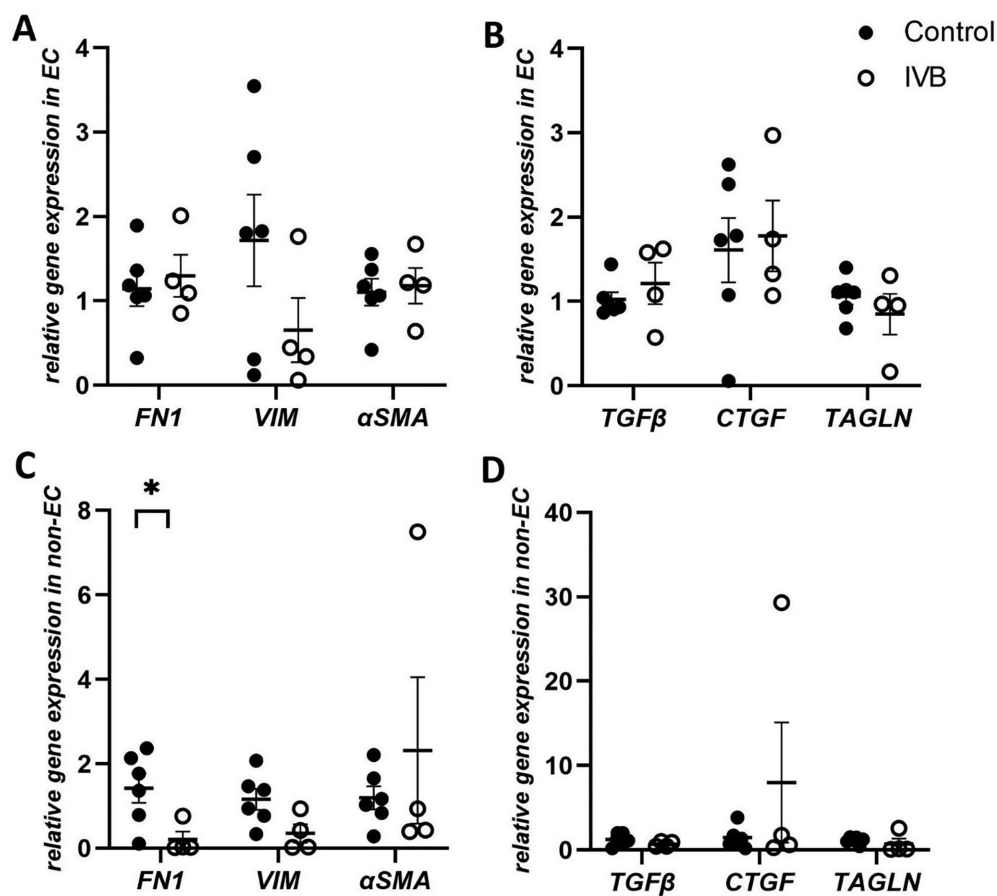 A
relative gene expression in EC
4
3
2
1
0
FN1
VIM
αSMA
B
relative gene expression in EC
4
3
2
1
0
TGFβ
CTGF
TAGLN
Control
IVB
C
relative gene expression in non-EC
8
6
4
2
0
*
FN1
VIM
αSMA
D
relative gene expression in non-EC
40
30
20
10
0
TGFβ
CTGF
TAGLN